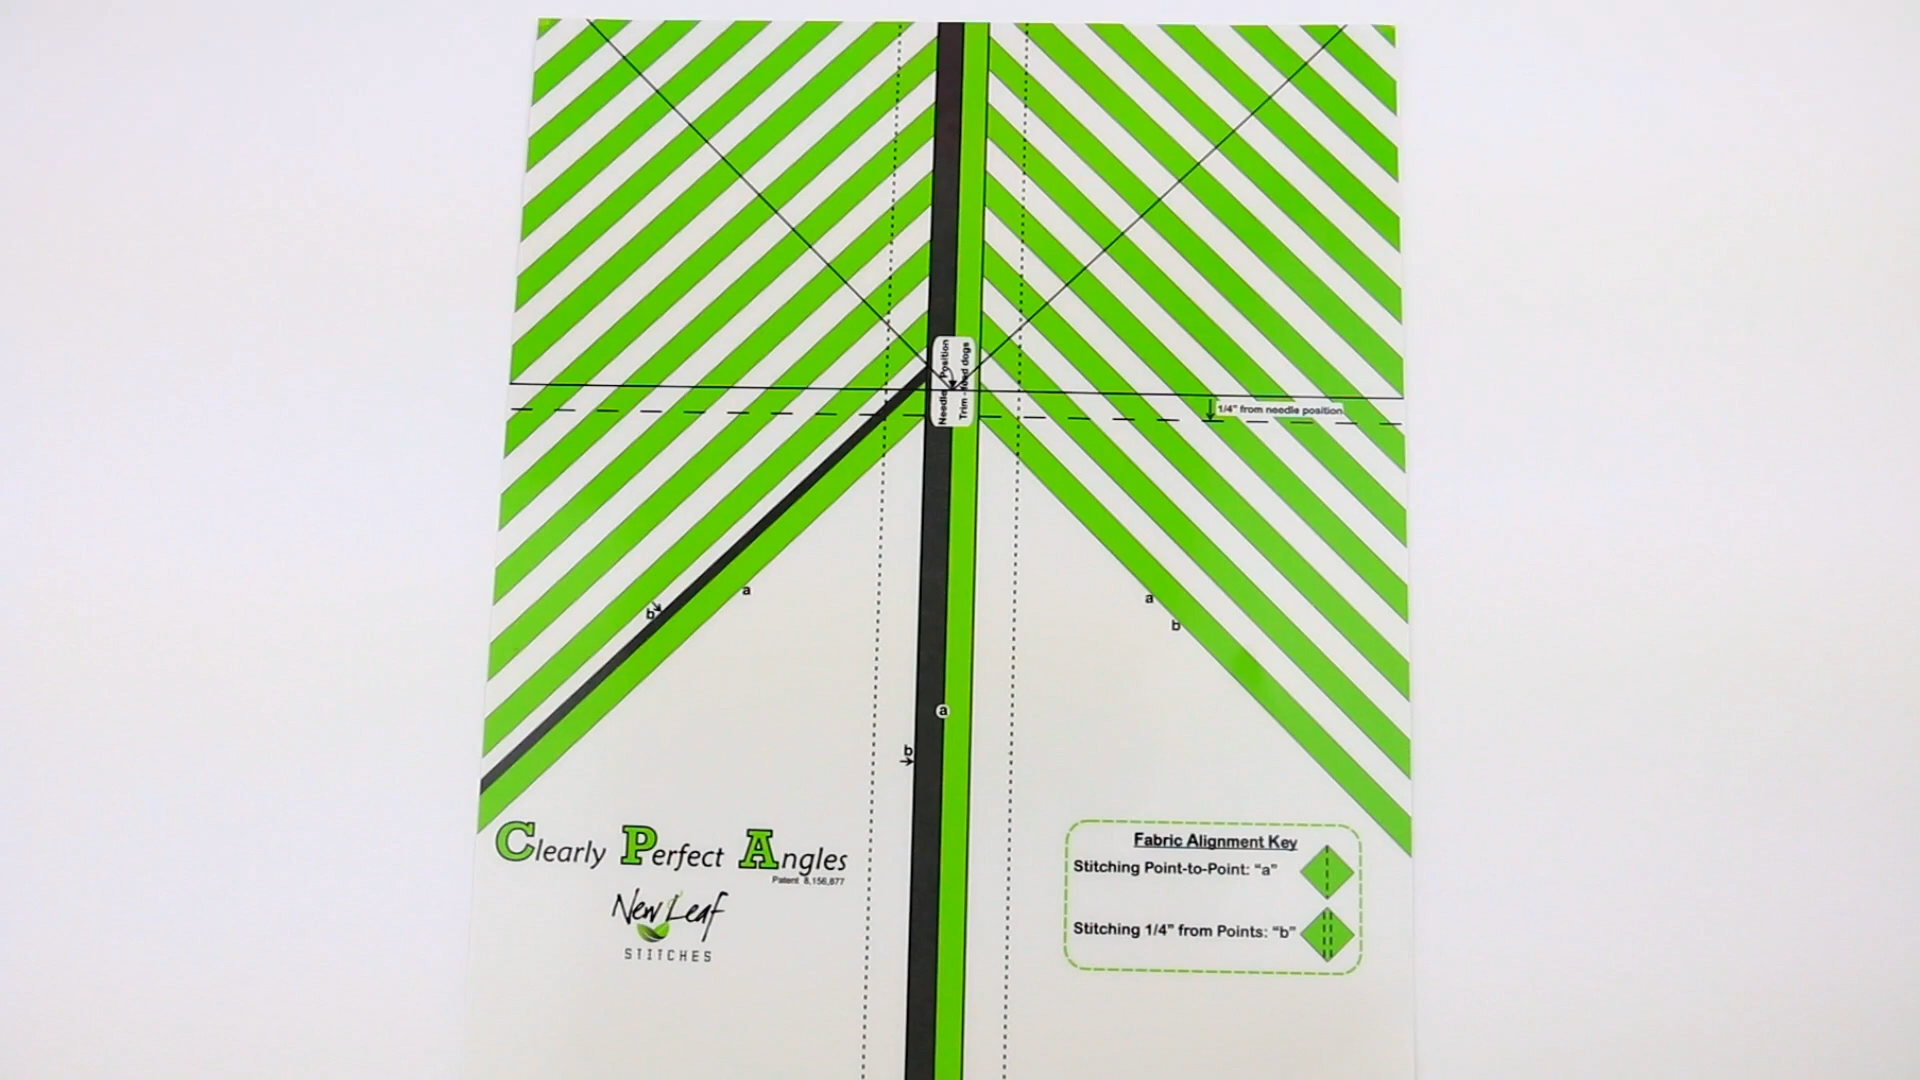 Needle Position
Trim - feed dogs
1/4" from needle position
a
b
a
b
a
b
Clearly Perfect Angles
Patent 8,156,877
New Leaf
STITCHES
Fabric Alignment Key
Stitching Point-to-Point: "a"
Stitching 1/4" from Points: "b"